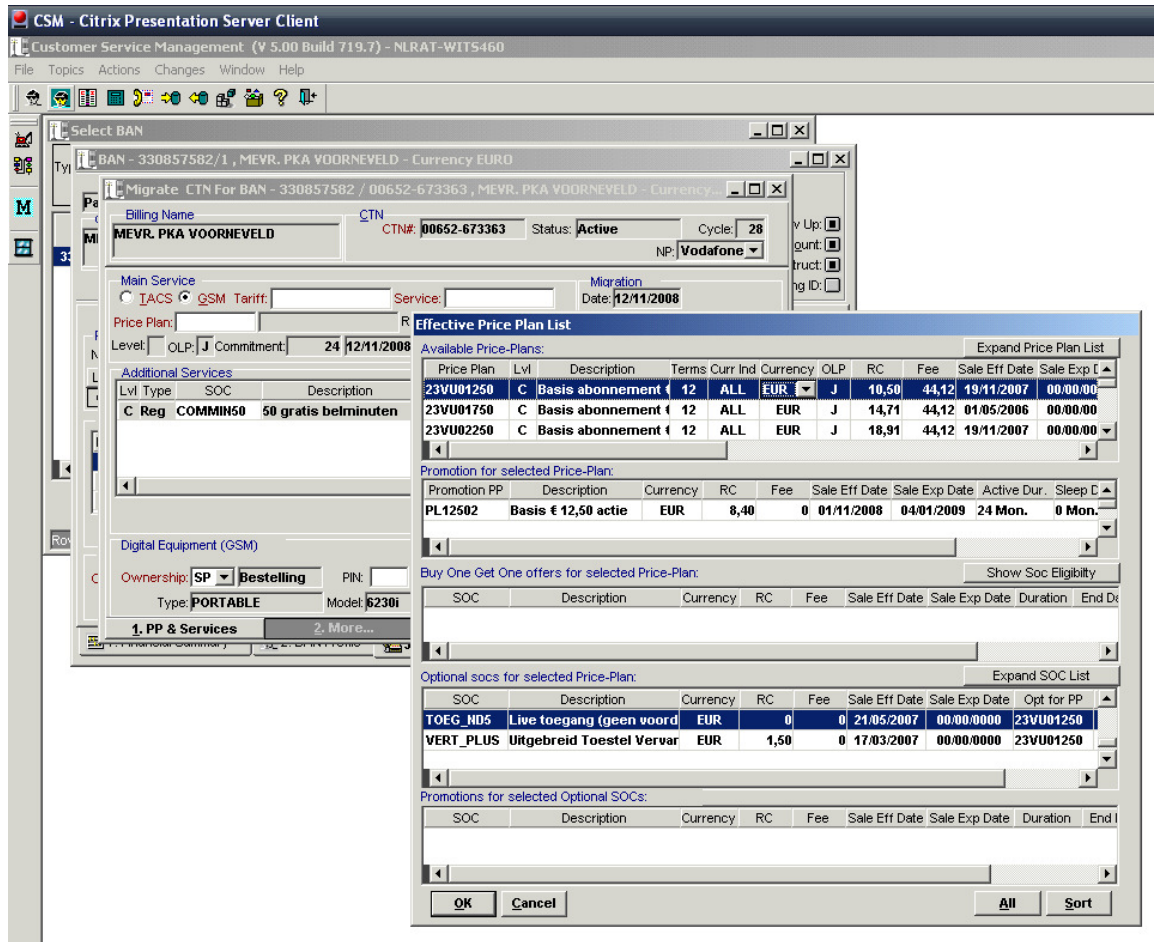 CSM - Citrix Presentation Server Client
Customer Service Management (V 5.00 Build 719.7) - NLRAT-WITS460
File Topics Actions Changes Window Help
Select BAN
BAN - 330857582/1 , MEVR. PKA VOORNEVELD - Currency EURO
Migrate CTN For BAN - 330857582 / 00652-673363 , MEVR. PKA VOORNEVELD - Currency...
Billing Name CTN
MEVR. PKA VOORNEVELD CTN#: 00652-673363 Status: Active Cycle: 28
NP: Vodafone
Main Service Migration
TACS GSM Tariff: Service: Date: 12/11/2008
Price Plan: R
Level: OLP: J Commitment: 24 12/11/2008
Additional Services
Lvl Type SOC Description
C Reg COMMIN50 50 gratis belminuten
Digital Equipment (GSM)
Ownership: SP Bestelling PIN:
Type: PORTABLE Model: 6230i
1. PP & Services 2. More...
Effective Price Plan List
Available Price-Plans: Expand Price Plan List
Price Plan Lvl Description Terms Curr Ind Currency OLP RC Fee Sale Eff Date Sale Exp D
23VU01250 C Basis abonnement € 12 ALL EUR J 10,50 44,12 19/11/2007 00/00/00
23VU01750 C Basis abonnement € 12 ALL EUR J 14,71 44,12 01/05/2006 00/00/00
23VU02250 C Basis abonnement € 12 ALL EUR J 18,91 44,12 19/11/2007 00/00/00
Promotion for selected Price-Plan:
Promotion PP Description Currency RC Fee Sale Eff Date Sale Exp Date Active Dur. Sleep D
PL12502 Basis € 12,50 actie EUR 8,40 0 01/11/2008 04/01/2009 24 Mon. 0 Mon.
Buy One Get One offers for selected Price-Plan: Show Soc Eligibilty
SOC Description Currency RC Fee Sale Eff Date Sale Exp Date Duration End Da
Optional socs for selected Price-Plan: Expand SOC List
SOC Description Currency RC Fee Sale Eff Date Sale Exp Date Opt for PP
TOEG_ND5 Live toegang (geen voord EUR 0 0 21/05/2007 00/00/0000 23VU01250
VERT_PLUS Uitgebreid Toestel Vervar EUR 1,50 0 17/03/2007 00/00/0000 23VU01250
Promotions for selected Optional SOCs:
SOC Description Currency RC Fee Sale Eff Date Sale Exp Date Duration End
OK Cancel All Sort